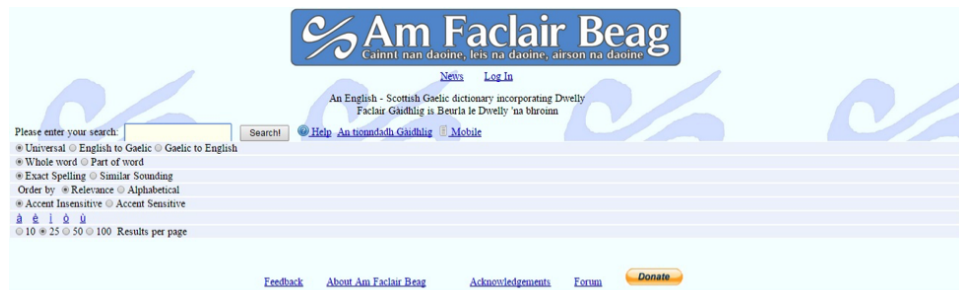 Am Faclair Beag
Cainnt nan daoine, leis na daoine, airson na daoine
News Log In
An English - Scottish Gaelic dictionary incorporating Dwelly
Faclair Gàidhlig is Beurla le Dwelly 'na bhroinn
Please enter your search: Search! Help An tionndadh Gàidhlig Mobile
Universal English to Gaelic Gaelic to English
Whole word Part of word
Exact Spelling Similar Sounding
Order by Relevance Alphabetical
Accent Insensitive Accent Sensitive
à è ì ò ù
10 25 50 100 Results per page
Feedback About Am Faclair Beag Acknowledgements Forum Donate